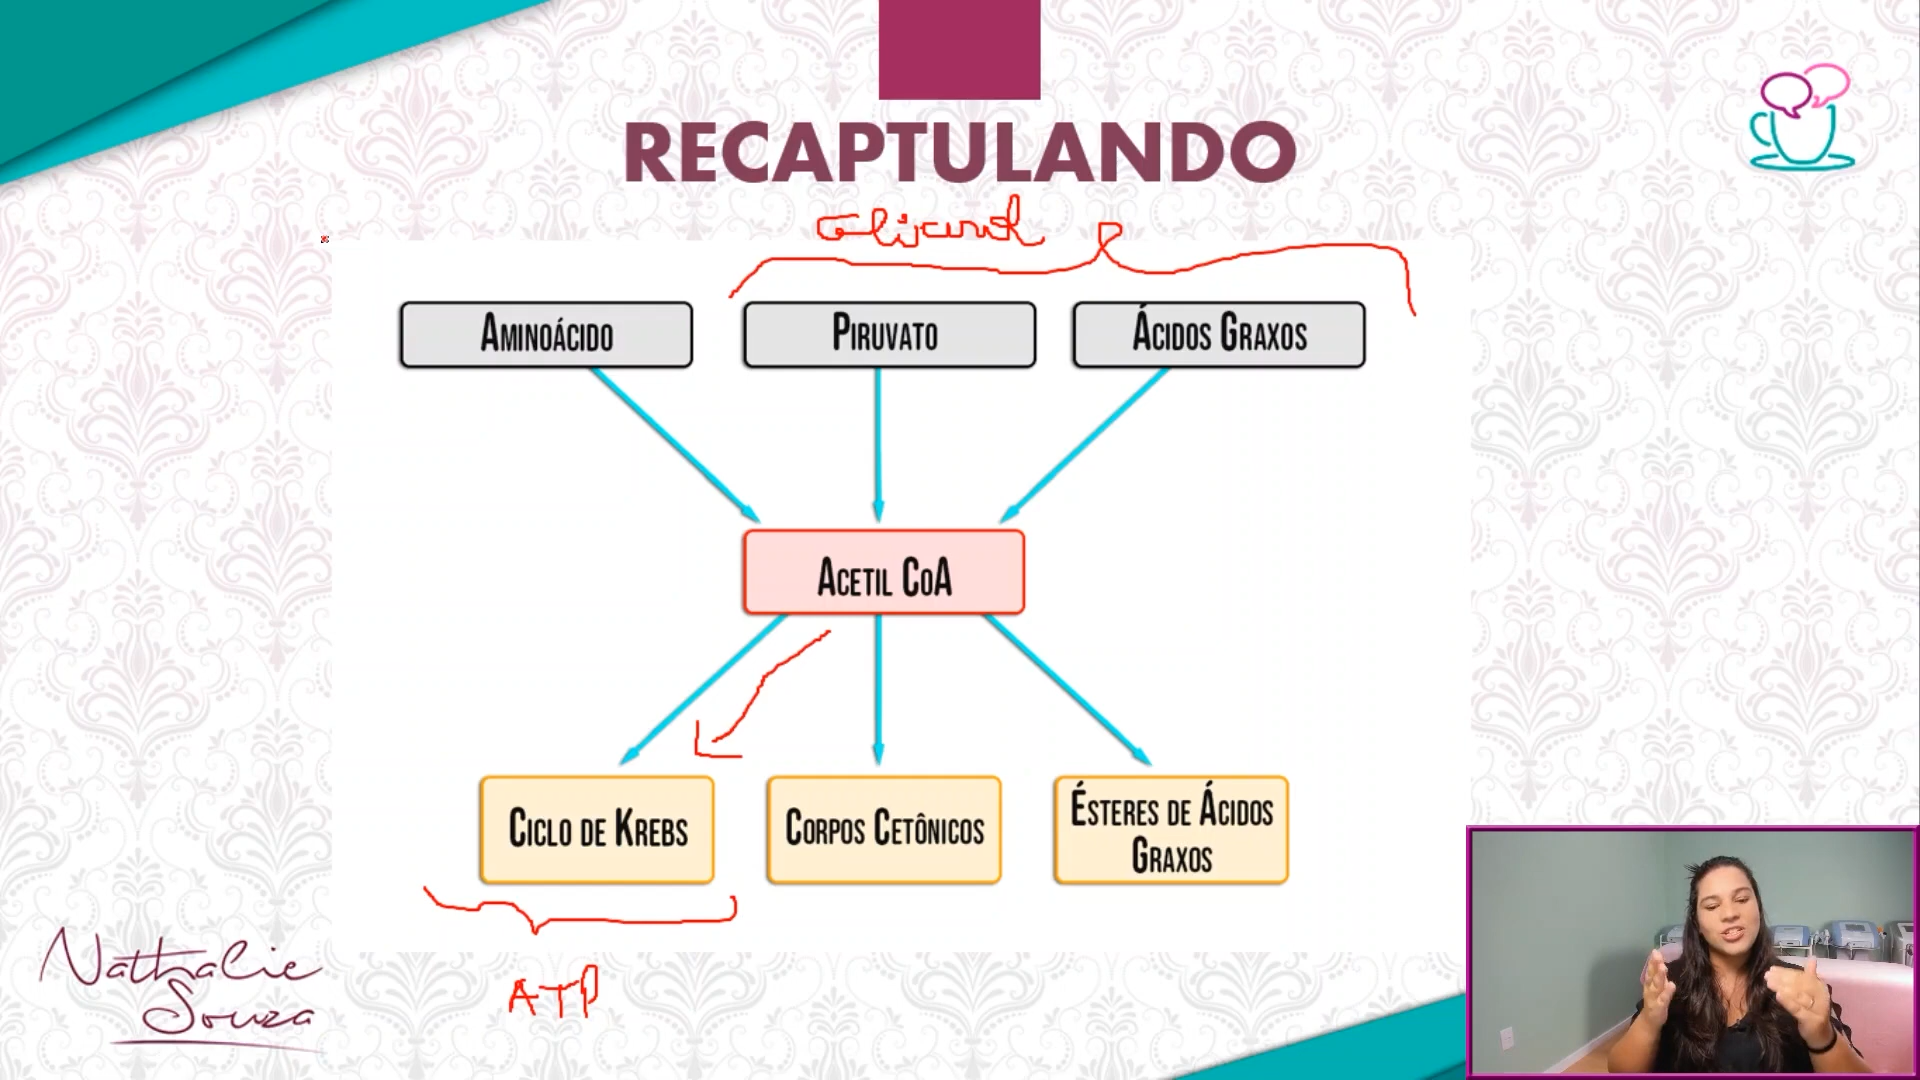 RECAPTULANDO
Glicerol
Aminoácido
Piruvato
Ácidos Graxos
Acetil CoA
Ciclo de Krebs
Corpos Cetônicos
Ésteres de Ácidos
Graxos
Nathalie
Souza
ATP